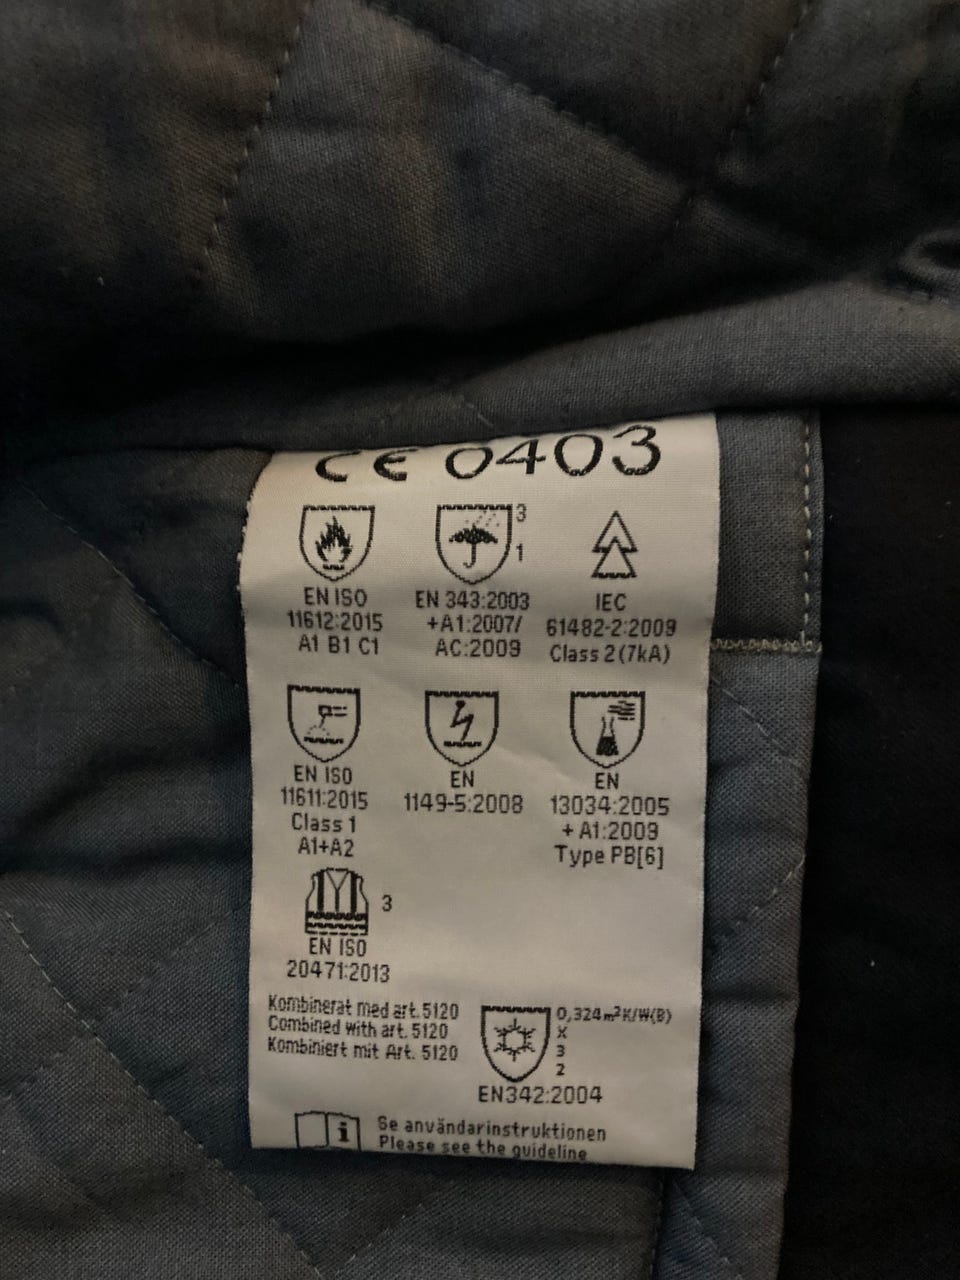 CE 0403
3
1
EN ISO
11612:2015
A1 B1 C1
EN 343:2003
+A1:2007/
AC:2009
IEC
61482-2:2009
Class 2 (7kA)
EN ISO
11611:2015
Class 1
A1+A2
EN
1149-5:2008
EN
13034:2005
+ A1:2009
Type PB[6]
3
EN ISO
20471:2013
Kombinerat med art. 5120
Combined with art. 5120
Kombiniert mit Art. 5120
0,324 m²K/W(B)
X
3
2
EN342:2004
i
Se användarinstruktionen
Please see the guideline